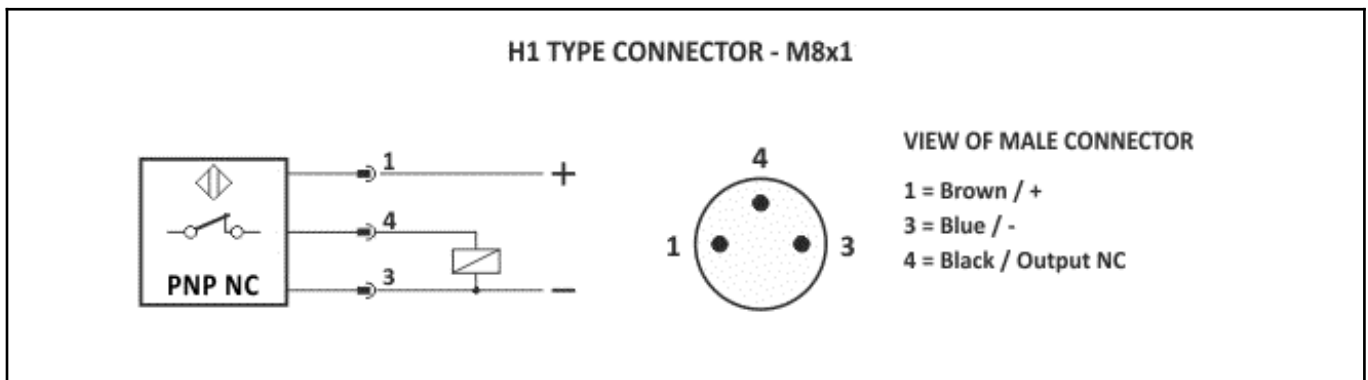 H1 TYPE CONNECTOR - M8x1
1
+
4
3
−
PNP NC
4
1
3
VIEW OF MALE CONNECTOR
1 = Brown / +
3 = Blue / -
4 = Black / Output NC